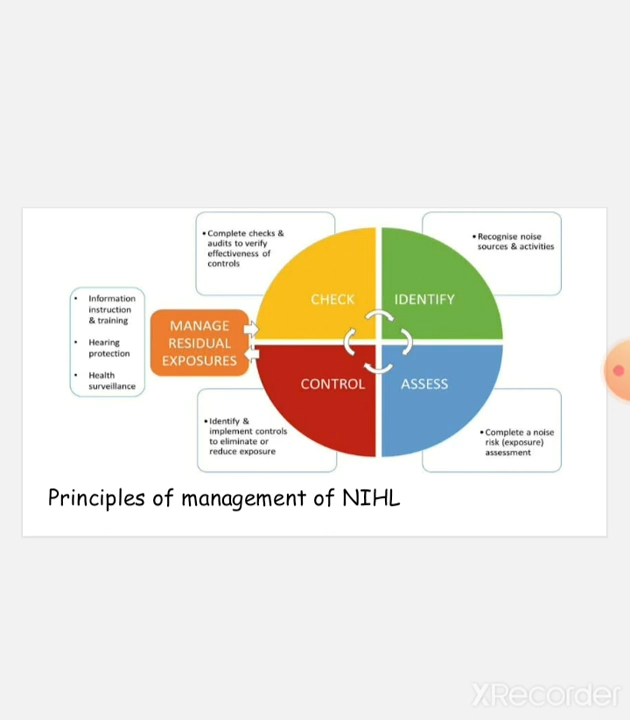 • Complete checks &
audits to verify
effectiveness of
controls
• Recognise noise
sources & activities
CHECK
IDENTIFY
• Information
instruction
& training
• Hearing
protection
• Health
surveillance
MANAGE
RESIDUAL
EXPOSURES
CONTROL
ASSESS
• Identify &
implement controls
to eliminate or
reduce exposure
• Complete a noise
risk (exposure)
assessment
Principles of management of NIHL
XRecorder